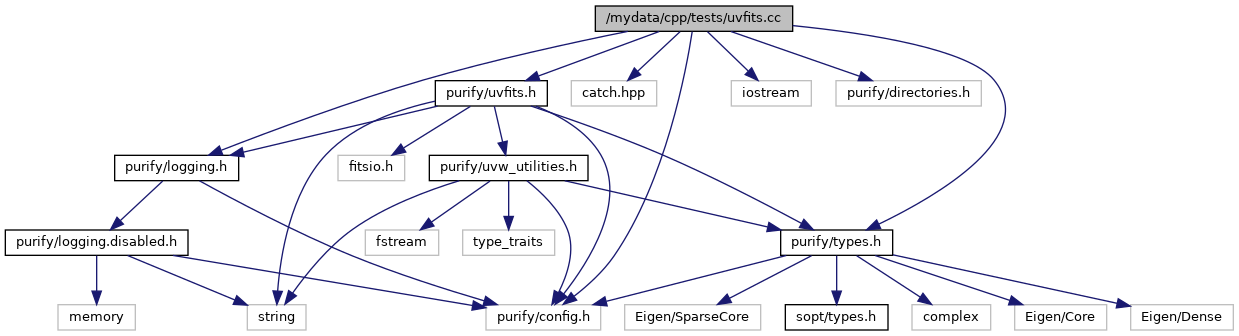 /mydata/cpp/tests/uvfits.cc
purify/uvfits.h
catch.hpp
iostream
purify/directories.h
purify/logging.h
fitsio.h
purify/uvw_utilities.h
purify/logging.disabled.h
fstream
type_traits
purify/types.h
memory
string
purify/config.h
Eigen/SparseCore
sopt/types.h
complex
Eigen/Core
Eigen/Dense